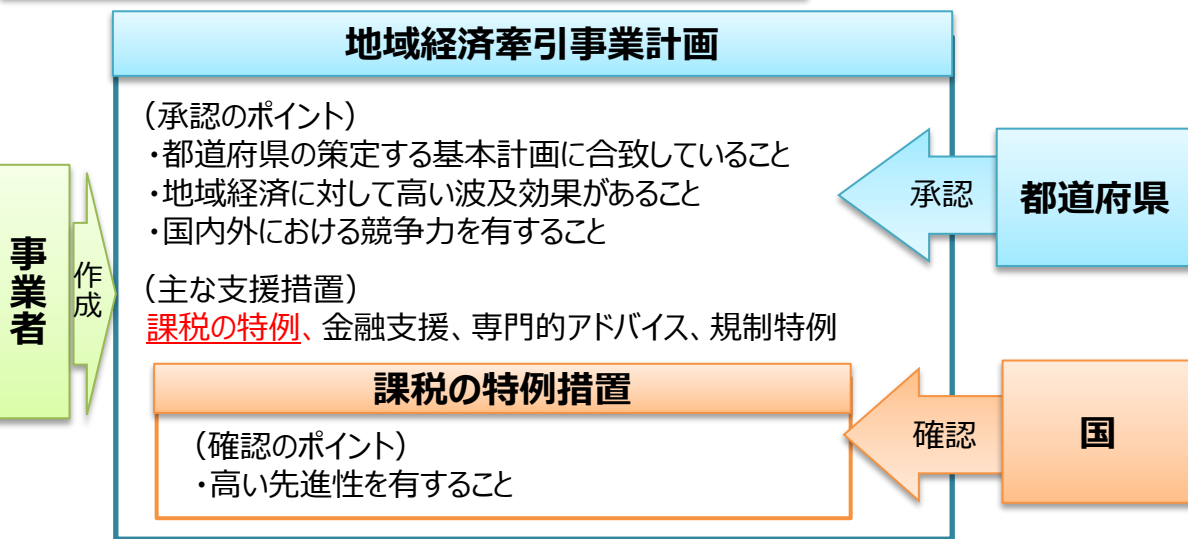 地域経済牽引事業計画
（承認のポイント）
・都道府県の策定する基本計画に合致していること
・地域経済に対して高い波及効果があること
・国内外における競争力を有すること
（主な支援措置）
課税の特例、金融支援、専門的アドバイス、規制特例
課税の特例措置
（確認のポイント）
・高い先進性を有すること
事業者
作成
承認
都道府県
確認
国